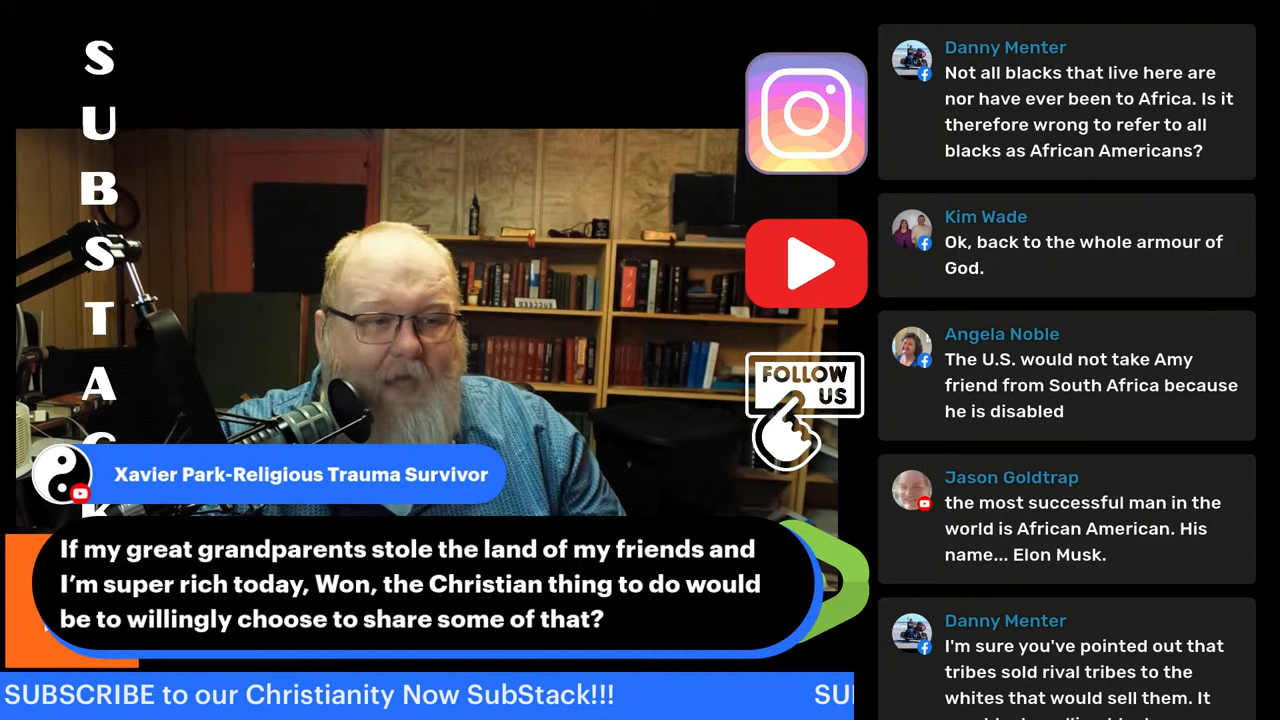 SUBSTACK
FOLLOW
US
Xavier Park-Religious Trauma Survivor
If my great grandparents stole the land of my friends and
I’m super rich today, Won, the Christian thing to do would
be to willingly choose to share some of that?
SUBSCRIBE to our Christianity Now SubStack!!!
SU
Danny Menter
Not all blacks that live here are
nor have ever been to Africa. Is it
therefore wrong to refer to all
blacks as African Americans?
Kim Wade
Ok, back to the whole armour of
God.
Angela Noble
The U.S. would not take Amy
friend from South Africa because
he is disabled
Jason Goldtrap
the most successful man in the
world is African American. His
name... Elon Musk.
Danny Menter
I'm sure you've pointed out that
tribes sold rival tribes to the
whites that would sell them. It